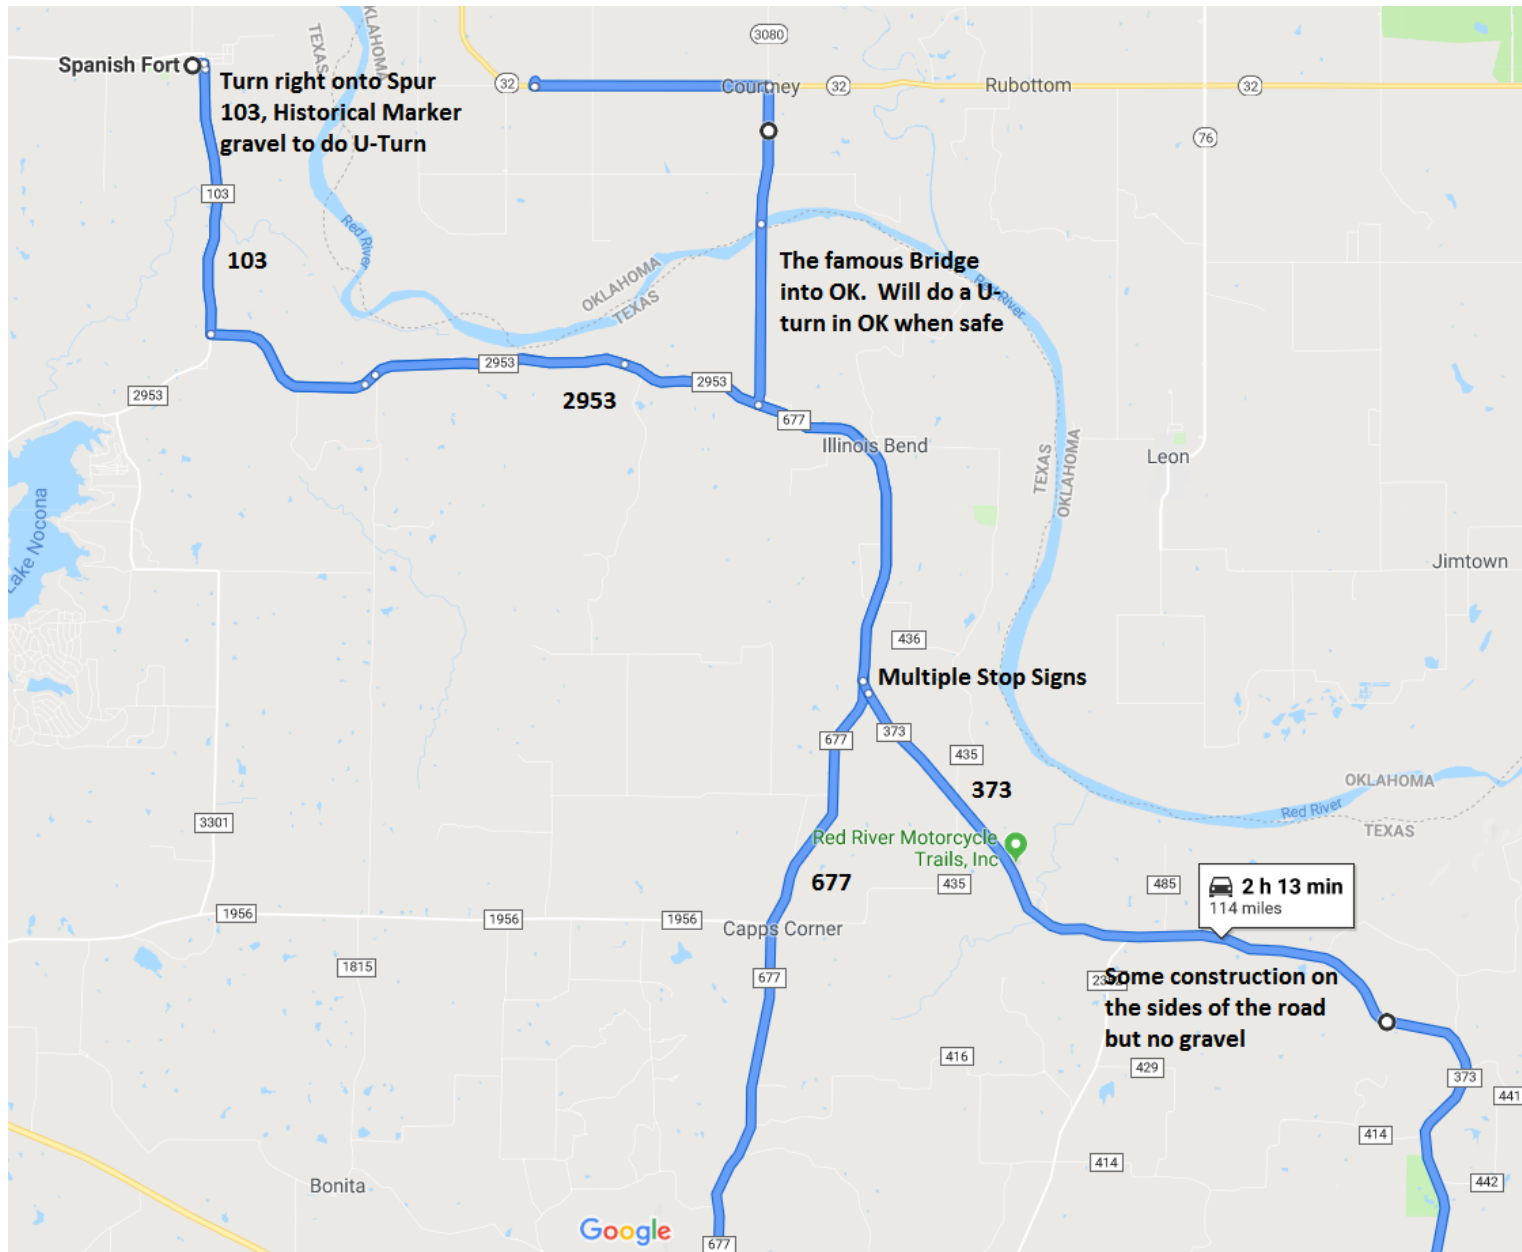 TEXAS
OKLAHOMA
3080
Spanish Fort
Turn right onto Spur
103, Historical Marker
gravel to do U-Turn
32
Courtney
32
Rubottom
32
76
103
Red River
103
OKLAHOMA
TEXAS
The famous Bridge
into OK. Will do a U-
turn in OK when safe
Red River
2953
2953
2953
2953
677
Illinois Bend
TEXAS
OKLAHOMA
Leon
Lake Nocona
Jimtown
436
Multiple Stop Signs
677
373
435
373
OKLAHOMA
Red River
TEXAS
3301
Red River Motorcycle
Trails, Inc
677
435
485
2 h 13 min
114 miles
1956
1956
1956
Capps Corner
1815
677
Some construction on
the sides of the road
but no gravel
416
429
373
441
414
414
442
Bonita
Google
677